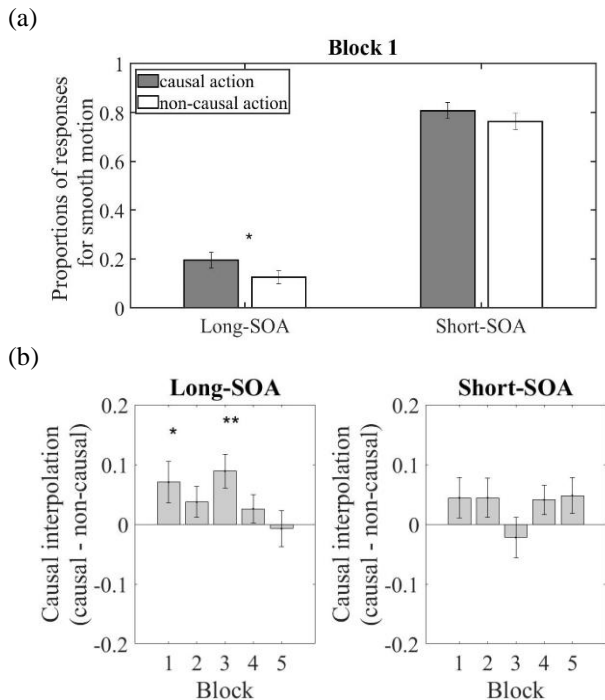 (a)
Block 1
causal action
non-causal action
Proportions of responses
for smooth motion
1
0.8
0.6
0.4
0.2
0
*
Long-SOA
Short-SOA
(b)
Long-SOA
Causal interpolation
(causal - non-causal)
0.2
0.1
0
-0.1
-0.2
*
**
1 2 3 4 5
Block
Short-SOA
Causal interpolation
(causal - non-causal)
0.2
0.1
0
-0.1
-0.2
1 2 3 4 5
Block